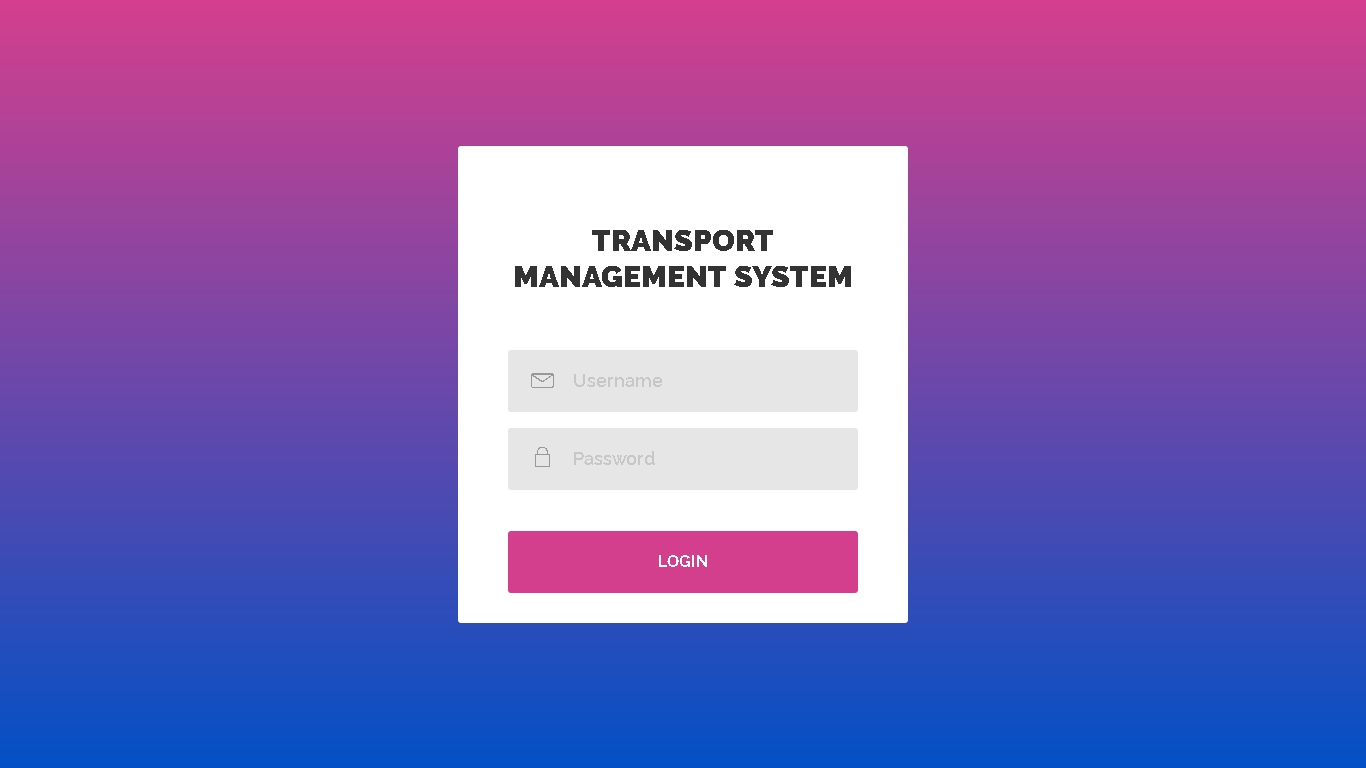 TRANSPORT
MANAGEMENT SYSTEM
Username
Password
LOGIN